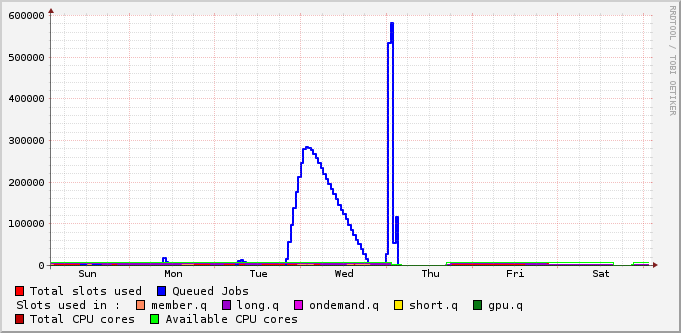 RRDTOOL / TOBI OETIKER
600000
500000
400000
300000
200000
100000
0
Sun Mon Tue Wed Thu Fri Sat
Total slots used Queued Jobs
Slots used in : member.q long.q ondemand.q short.q gpu.q
Total CPU cores Available CPU cores